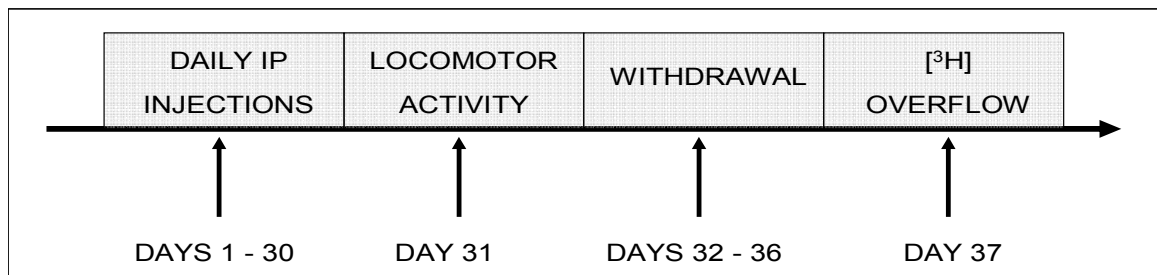 DAILY IP
INJECTIONS
LOCOMOTOR
ACTIVITY
WITHDRAWAL
[³H]
OVERFLOW
DAYS 1 - 30
DAY 31
DAYS 32 - 36
DAY 37